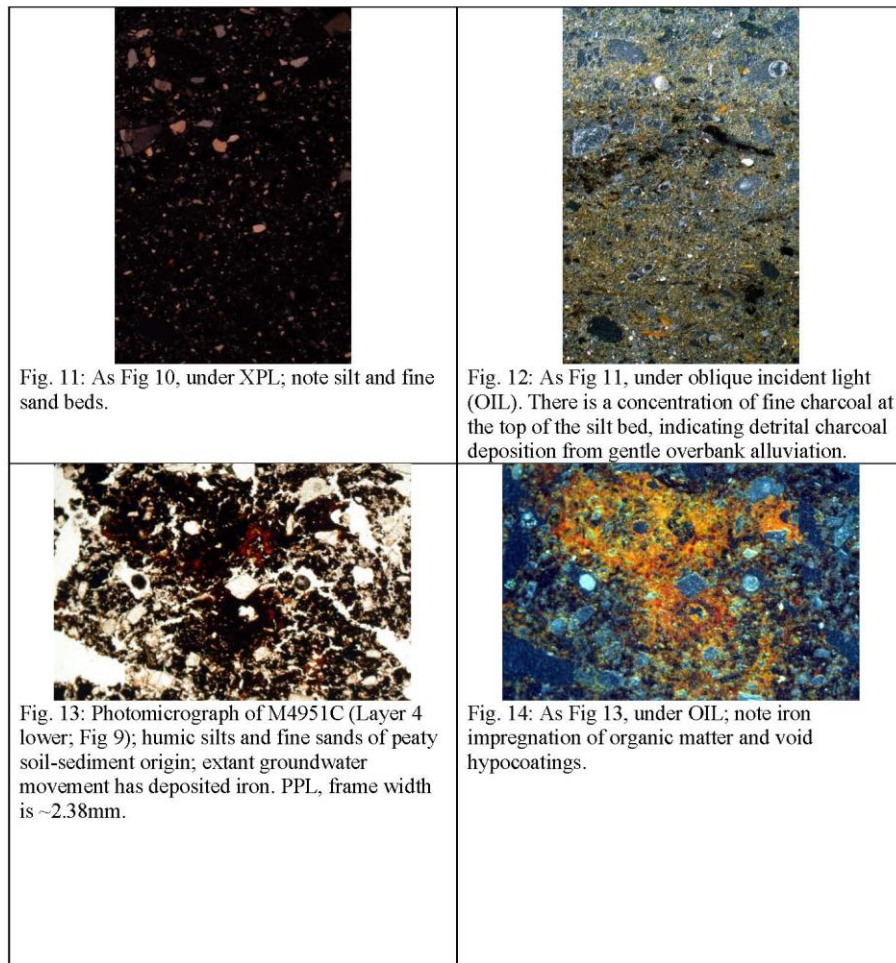 Fig. 11: As Fig 10, under XPL; note silt and fine
sand beds.
Fig. 12: As Fig 11, under oblique incident light
(OIL). There is a concentration of fine charcoal at
the top of the silt bed, indicating detrital charcoal
deposition from gentle overbank alluviation.
Fig. 13: Photomicrograph of M4951C (Layer 4
lower; Fig 9); humic silts and fine sands of peaty
soil-sediment origin; extant groundwater
movement has deposited iron. PPL, frame width
is ~2.38mm.
Fig. 14: As Fig 13, under OIL; note iron
impregnation of organic matter and void
hypocoatings.